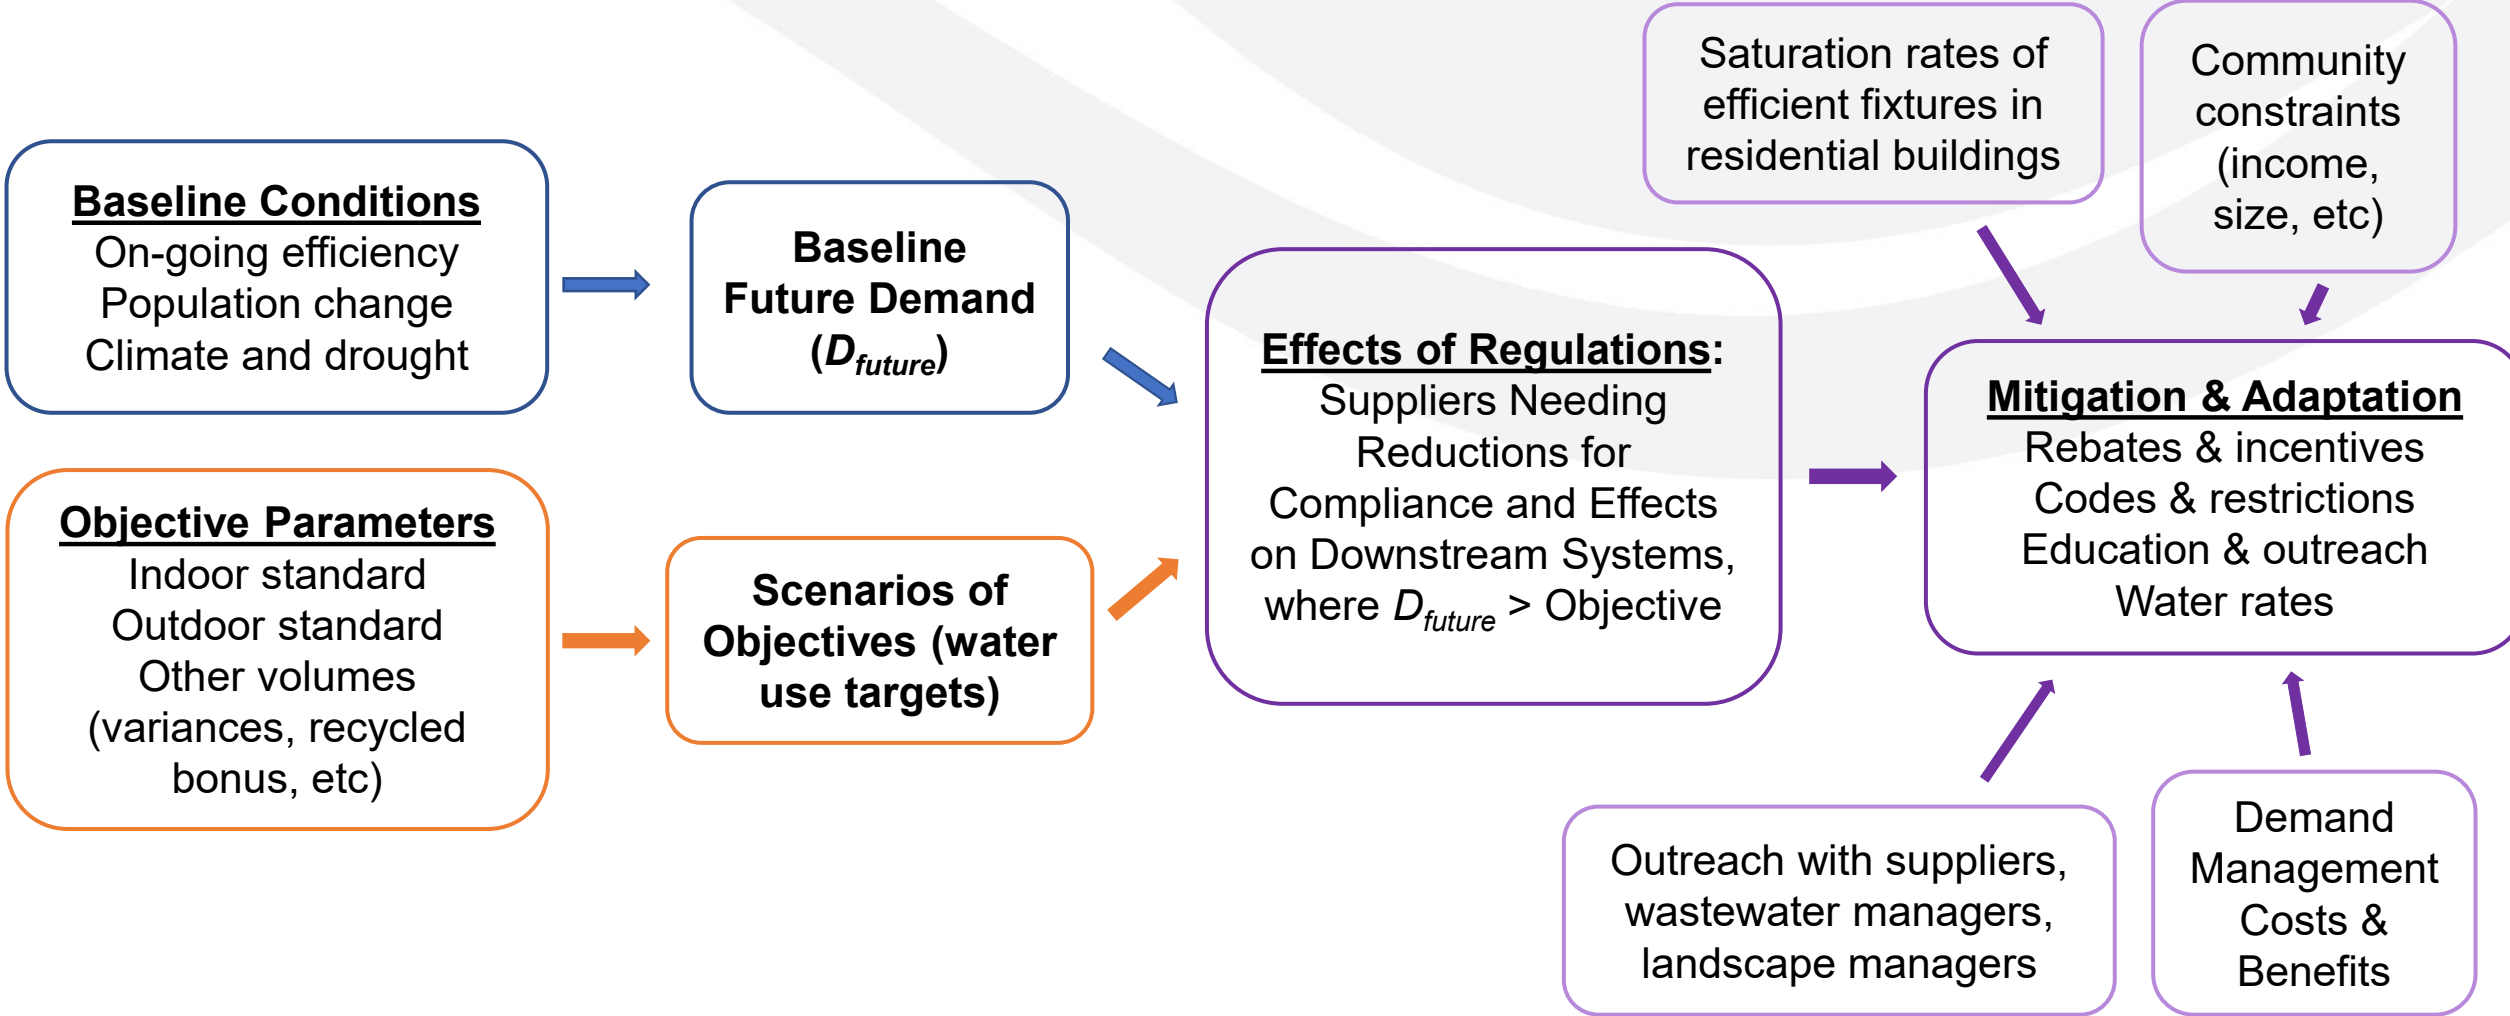 Baseline Conditions
On-going efficiency
Population change
Climate and drought
Baseline
Future Demand
(D_future)
Objective Parameters
Indoor standard
Outdoor standard
Other volumes
(variances, recycled
bonus, etc)
Scenarios of
Objectives (water
use targets)
Effects of Regulations:
Suppliers Needing
Reductions for
Compliance and Effects
on Downstream Systems,
where D_future > Objective
Saturation rates of
efficient fixtures in
residential buildings
Community
constraints
(income,
size, etc)
Mitigation & Adaptation
Rebates & incentives
Codes & restrictions
Education & outreach
Water rates
Outreach with suppliers,
wastewater managers,
landscape managers
Demand
Management
Costs &
Benefits